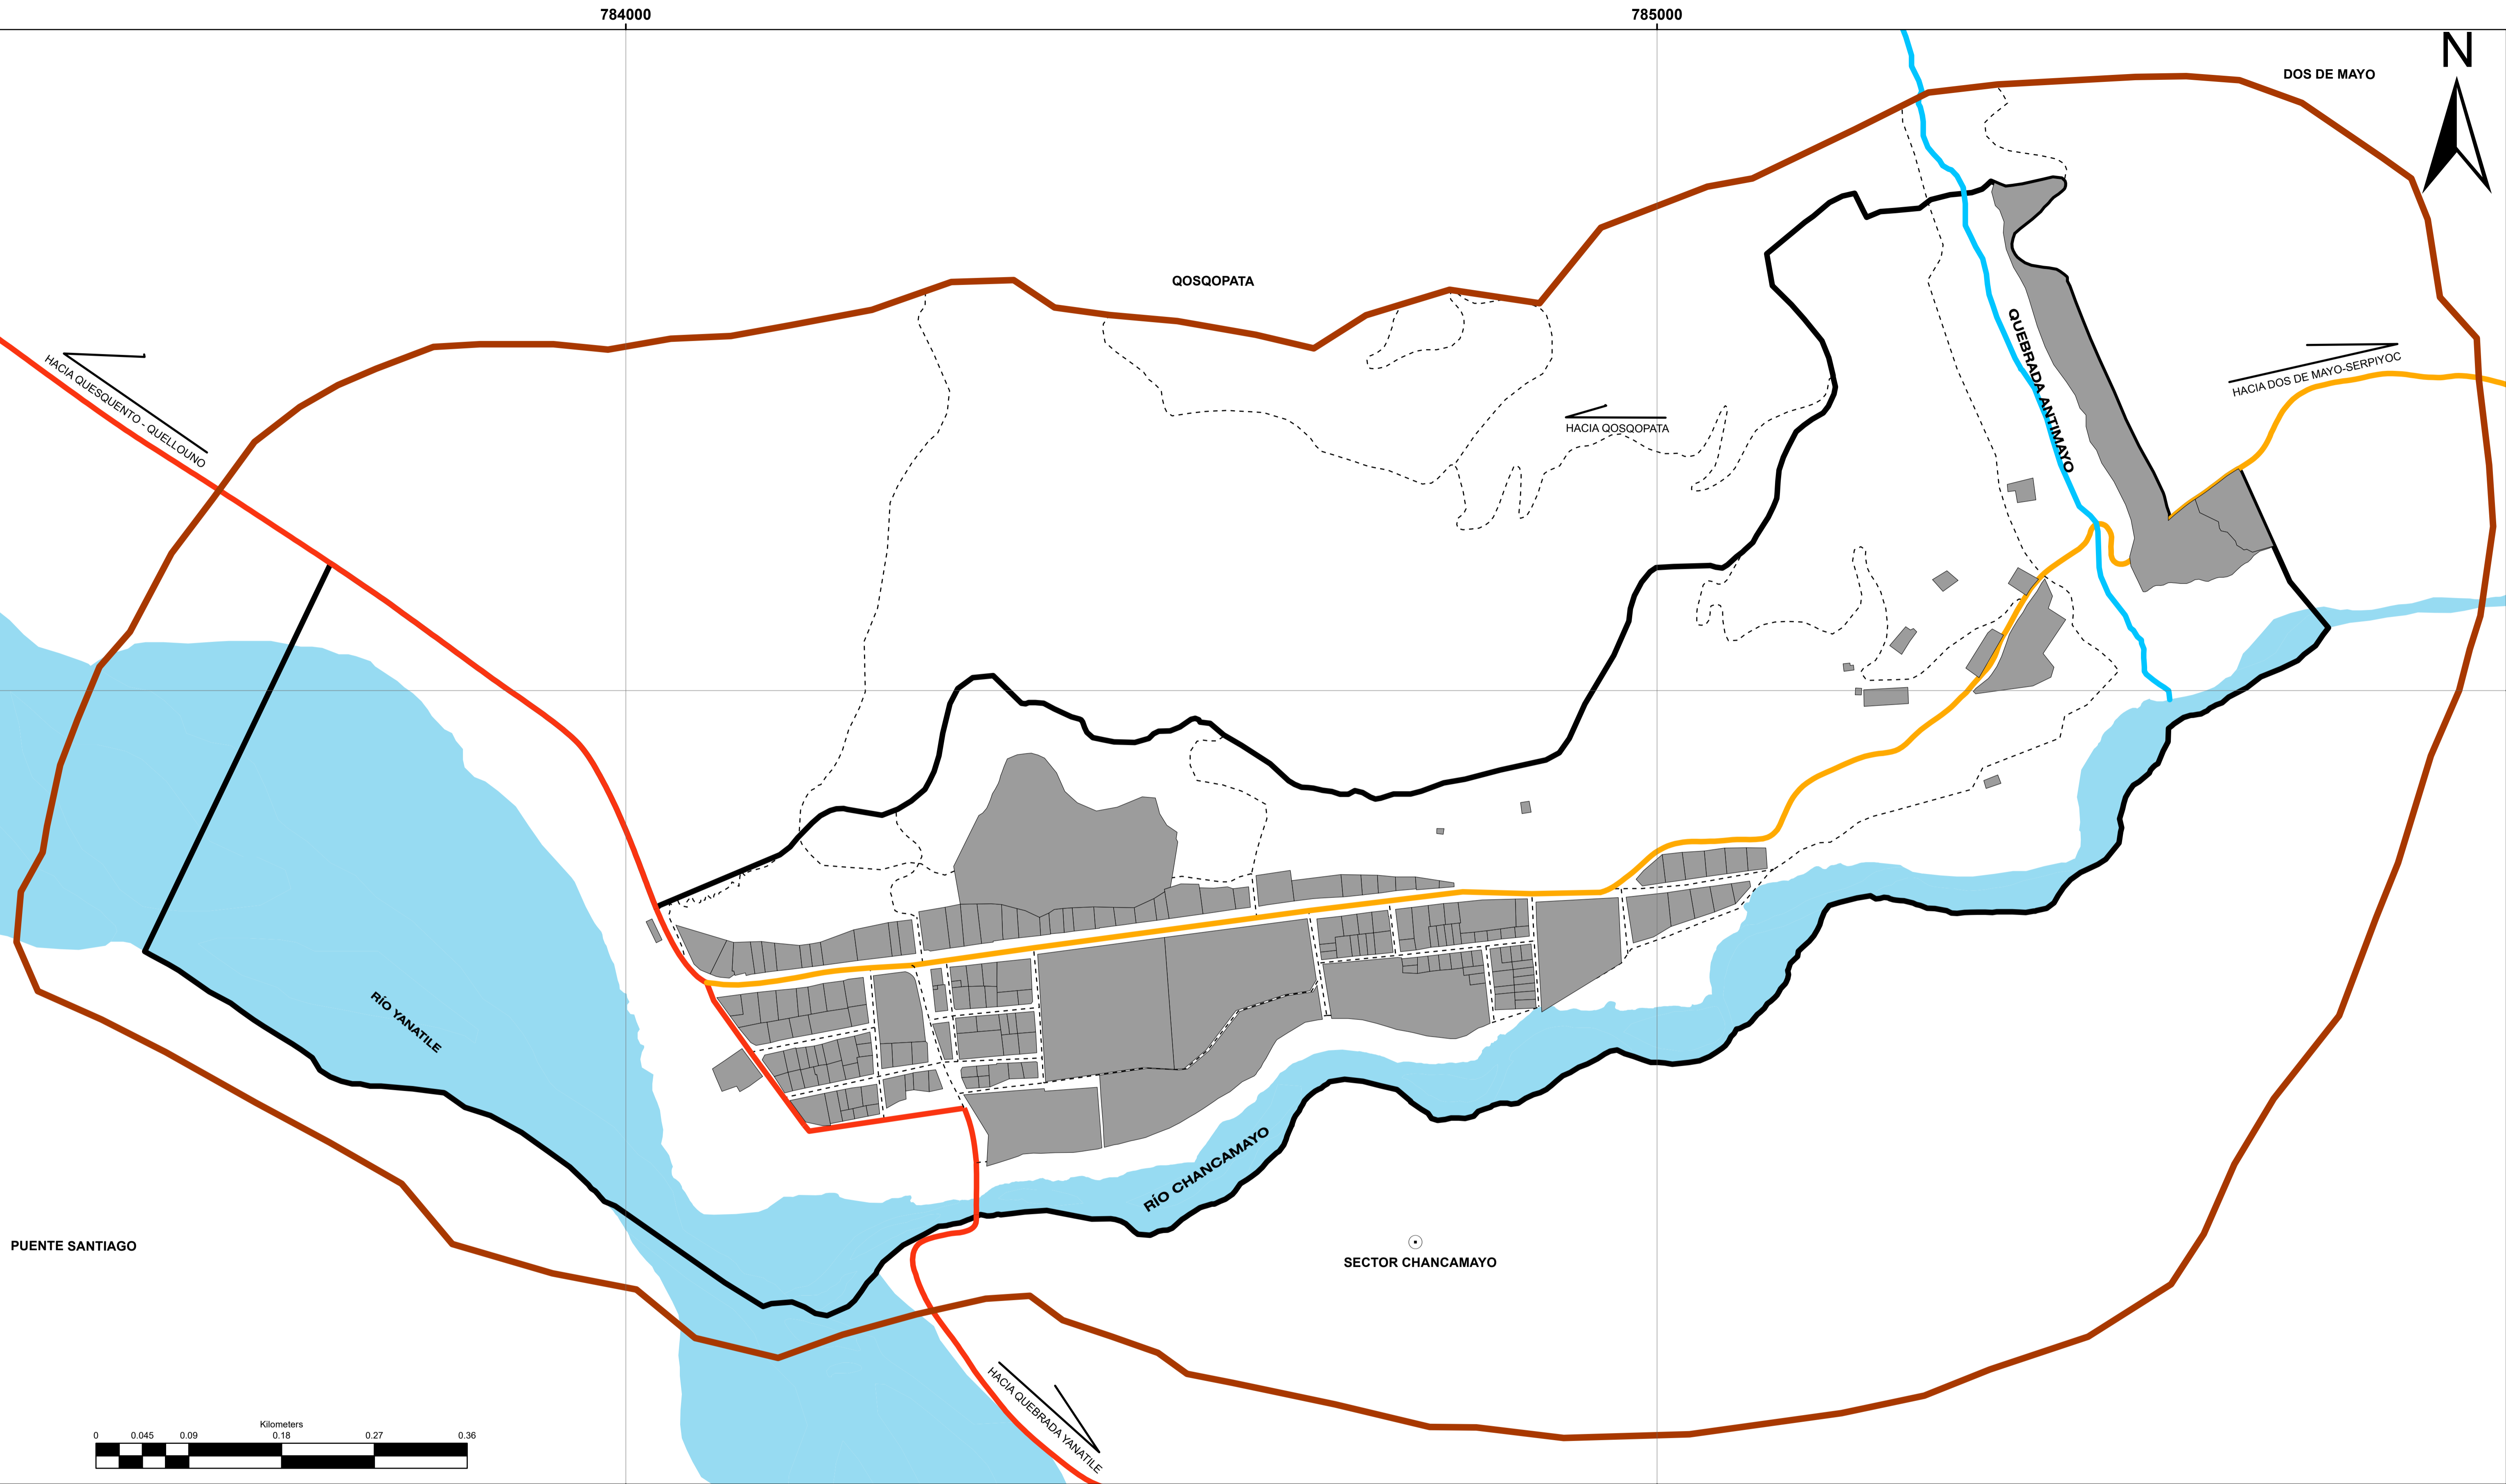 784000
785000
N
DOS DE MAYO
QOSQOPATA
HACIA QUESQUENTO - QUELLOUNO
QUEBRADA ANTIMAYO
HACIA DOS DE MAYO-SERPIYOC
HACIA QOSQOPATA
RÍO YANATILE
RÍO CHANCAMAYO
PUENTE SANTIAGO
SECTOR CHANCAMAYO
HACIA QUEBRADA YANATILE
Kilometers
0 0.045 0.09 0.18 0.27 0.36